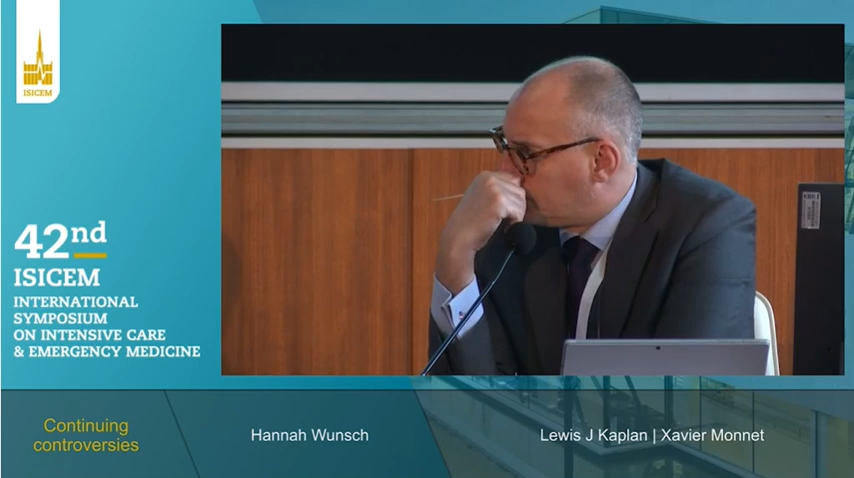 ISICEM
42nd
ISICEM
INTERNATIONAL
SYMPOSIUM
ON INTENSIVE CARE
& EMERGENCY MEDICINE
Continuing
controversies
Hannah Wunsch
Lewis J Kaplan | Xavier Monnet